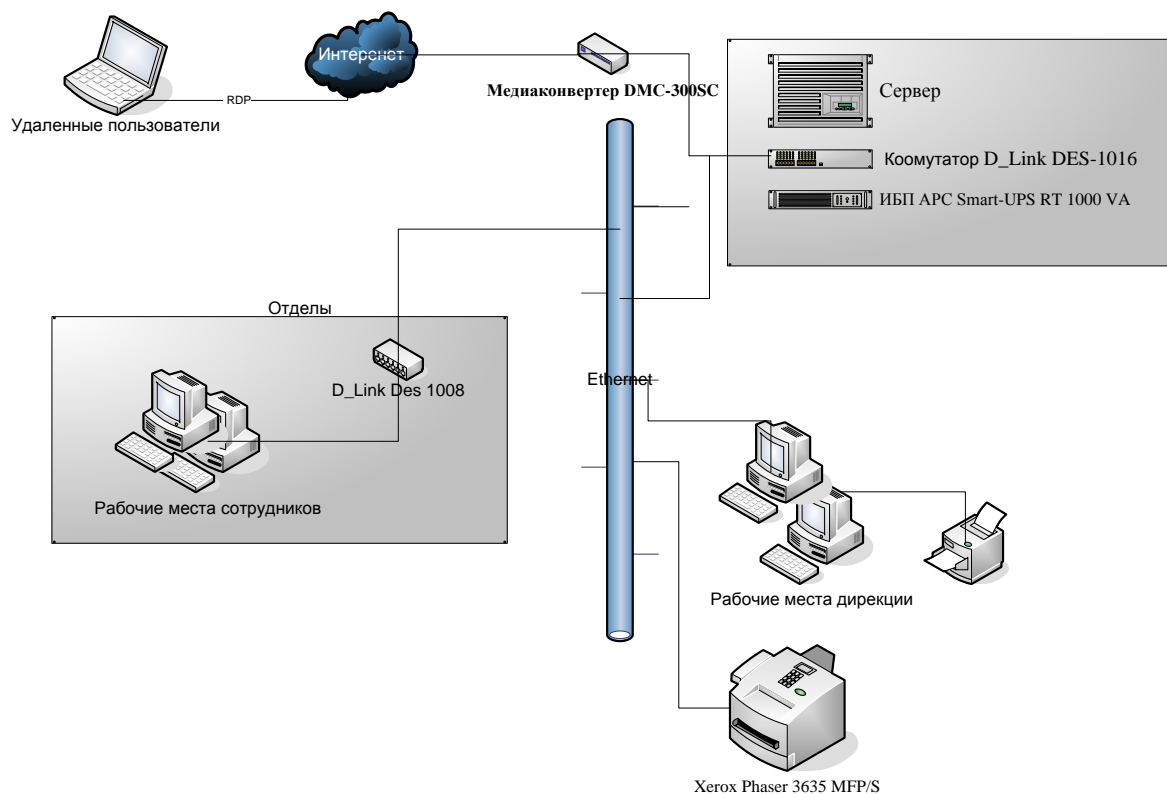 Интеренет
Медиаконвертер DMC-300SC
Сервер
RDP
Удаленные пользователи
Коомутатор D_Link DES-1016
ИБП APC Smart-UPS RT 1000 VA
Отделы
D_Link Des 1008
Ethernet
Рабочие места сотрудников
Рабочие места дирекции
Xerox Phaser 3635 MFP/S